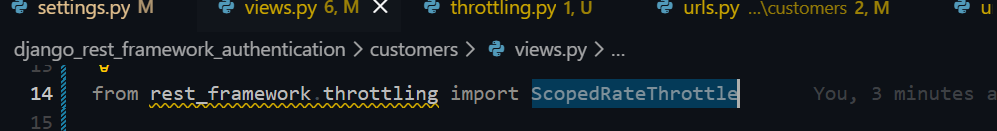 settings.py M views.py 6, M throttling.py 1, U urls.py ...\customers 2, M u
django_rest_framework_authentication > customers > views.py > ...
13
14 from rest_framework.throttling import ScopedRateThrottle You, 3 minutes a
15